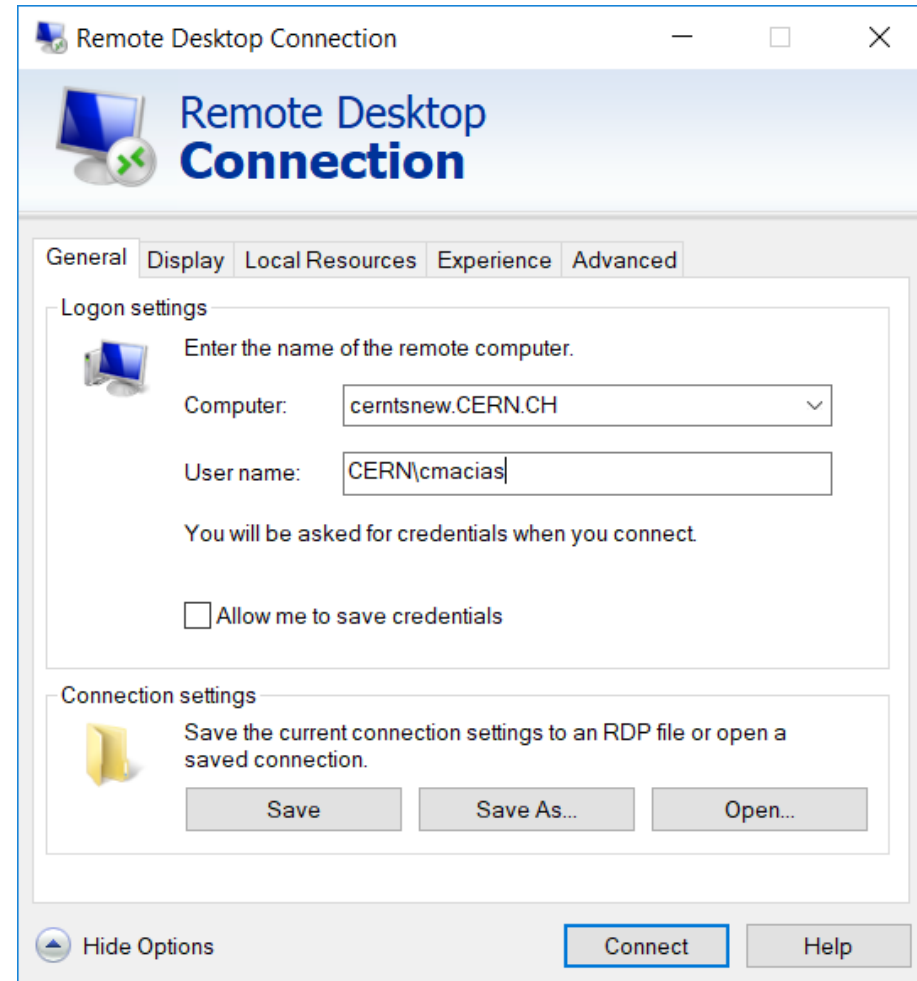 Remote Desktop Connection
Remote Desktop
Connection
General Display Local Resources Experience Advanced
Logon settings
Enter the name of the remote computer.
Computer: cerntsnew.CERN.CH
User name: CERN\cmacias
You will be asked for credentials when you connect.
Allow me to save credentials
Connection settings
Save the current connection settings to an RDP file or open a
saved connection.
Save Save As... Open...
Hide Options Connect Help